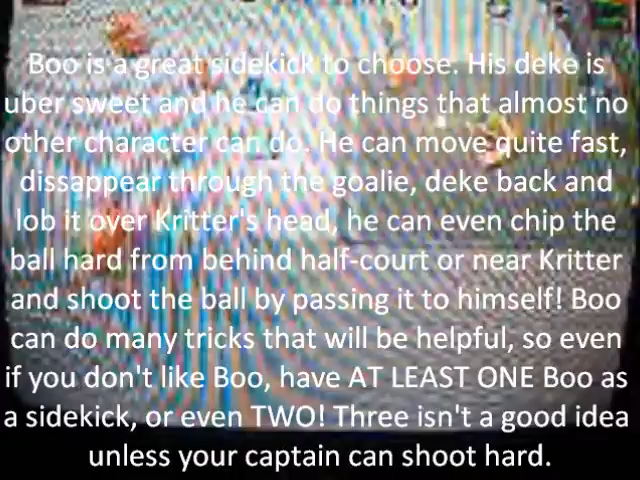 Boo is a great sidekick to choose. His deke is
uber sweet and he can do things that almost no
other character can do. He can move quite fast,
dissappear through the goalie, deke back and
lob it over Kritter's head, he can even chip the
ball hard from behind half-court or near Kritter
and shoot the ball by passing it to himself! Boo
can do many tricks that will be helpful, so even
if you don't like Boo, have AT LEAST ONE Boo as
a sidekick, or even TWO! Three isn't a good idea
unless your captain can shoot hard.